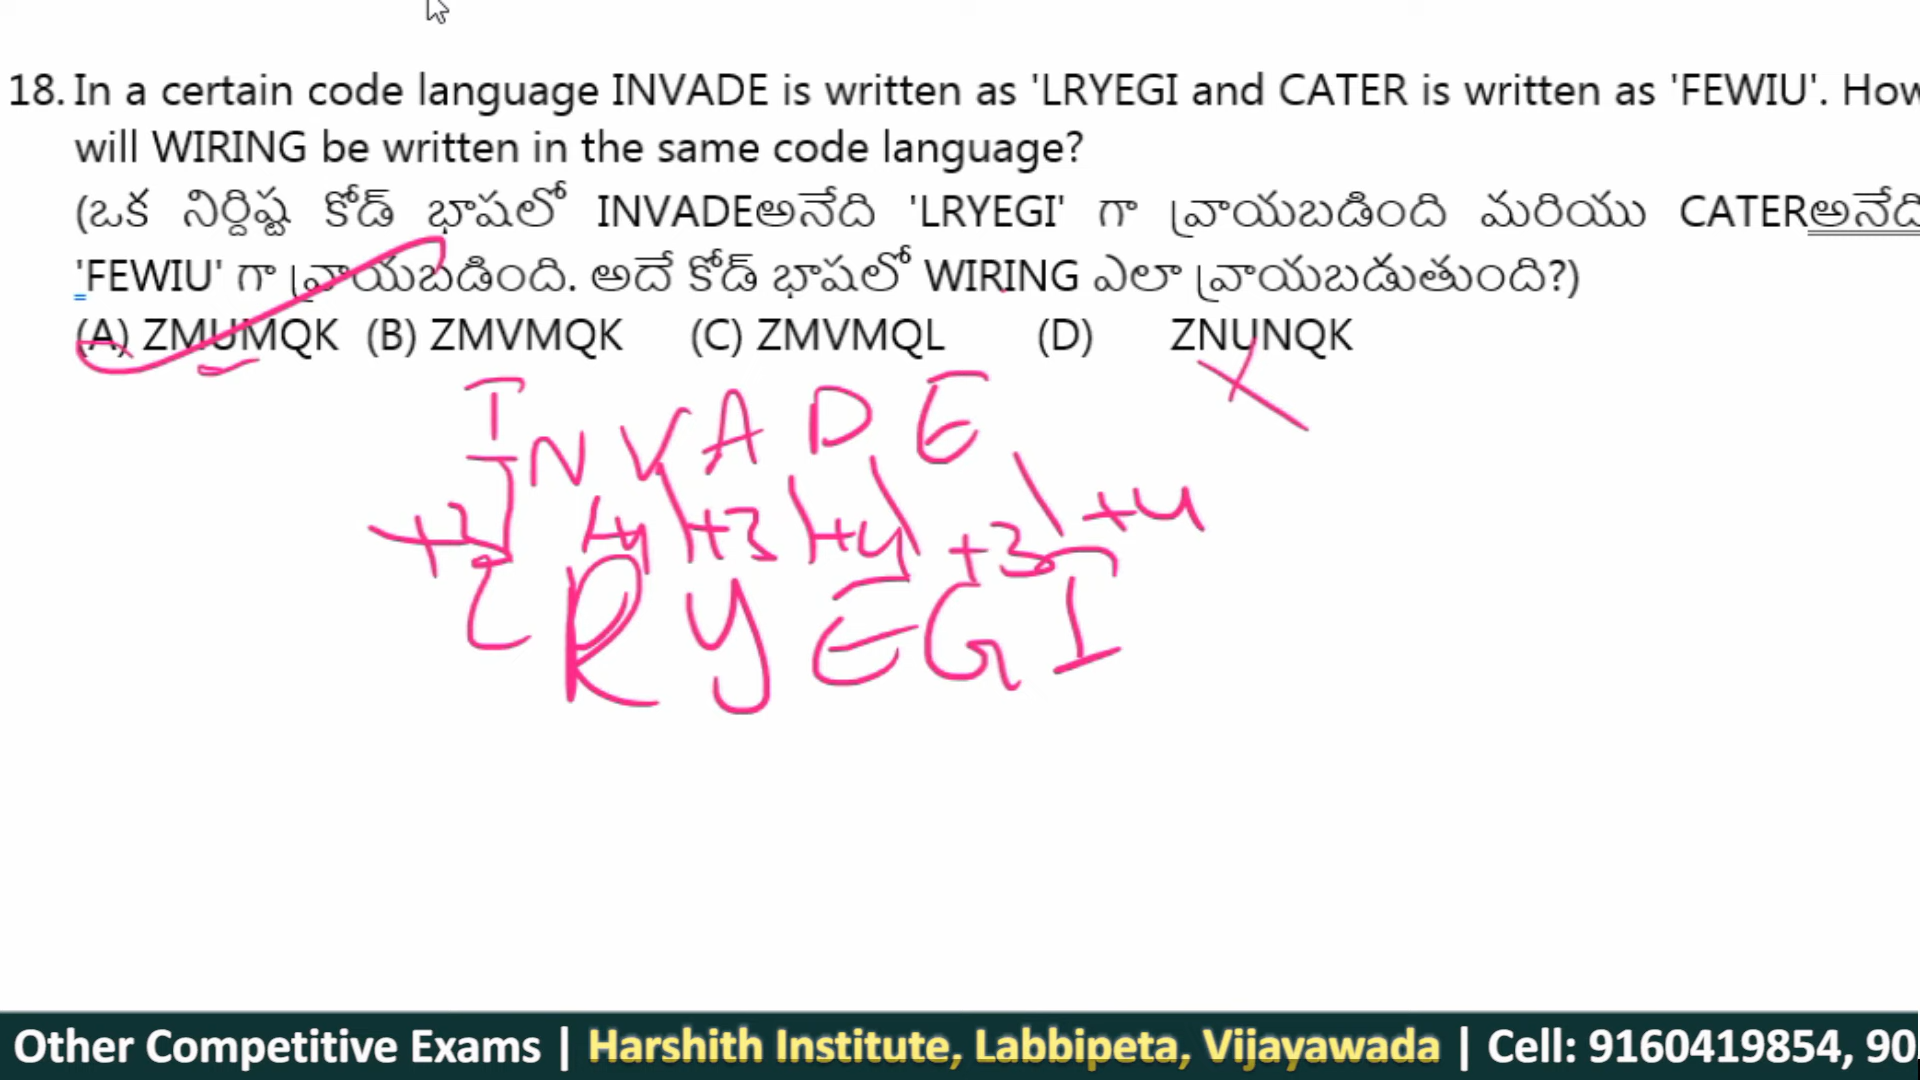 18. In a certain code language INVADE is written as 'LRYEGI and CATER is written as 'FEWIU'. How
will WIRING be written in the same code language?
(ఒక నిర్దిష్ట కోడ్ భాషలో INVADEఅనేది 'LRYEGI' గా వ్రాయబడింది మరియు CATERఅనేది
'FEWIU' గా వ్రాయబడింది. అదే కోడ్ భాషలో WIRING ఎలా వ్రాయబడుతుంది?)
(A) ZMUMQK (B) ZMVMQK (C) ZMVMQL (D) ZNUNQK
I N V A D E
+3 +4 +3 +4 +3 +4
L R Y E G I
Other Competitive Exams | Harshith Institute, Labbipeta, Vijayawada | Cell: 9160419854, 90